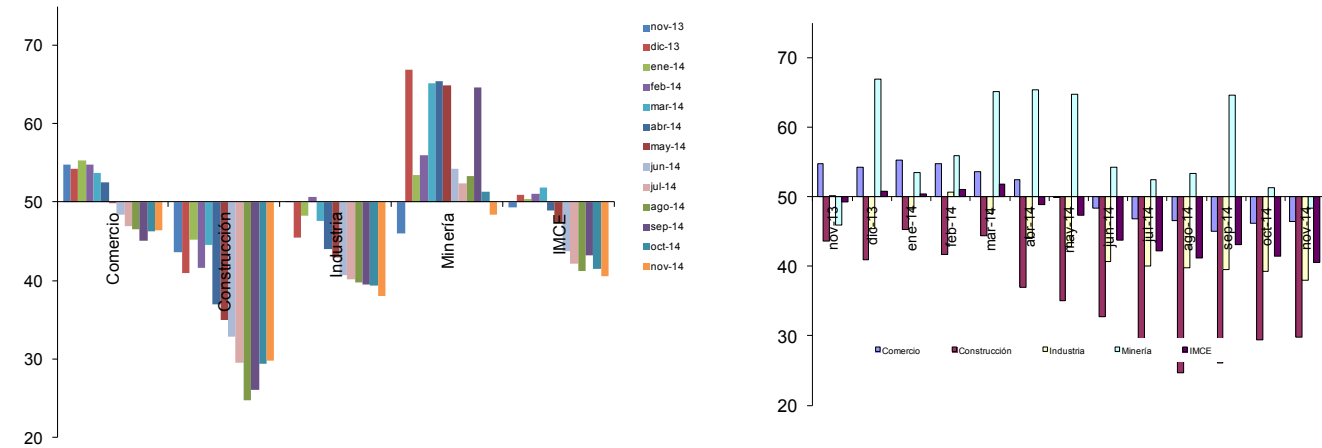 70
60
50
40
30
20
Comercio
Construcción
Industria
Minería
IMCE
nov-13
dic-13
ene-14
feb-14
mar-14
abr-14
may-14
jun-14
jul-14
ago-14
sep-14
oct-14
nov-14
70
60
50
40
30
20
nov-13
dic-13
ene-14
feb-14
mar-14
abr-14
may-14
jun-14
jul-14
ago-14
sep-14
oct-14
nov-14
Comercio Construcción Industria Minería IMCE